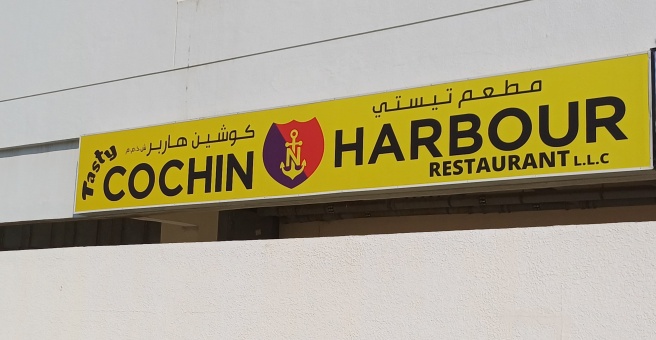 مطعم تيستي
كوشين هاربر ش.ذ.م.م
Tasty
COCHIN HARBOUR
N
RESTAURANT L.L.C